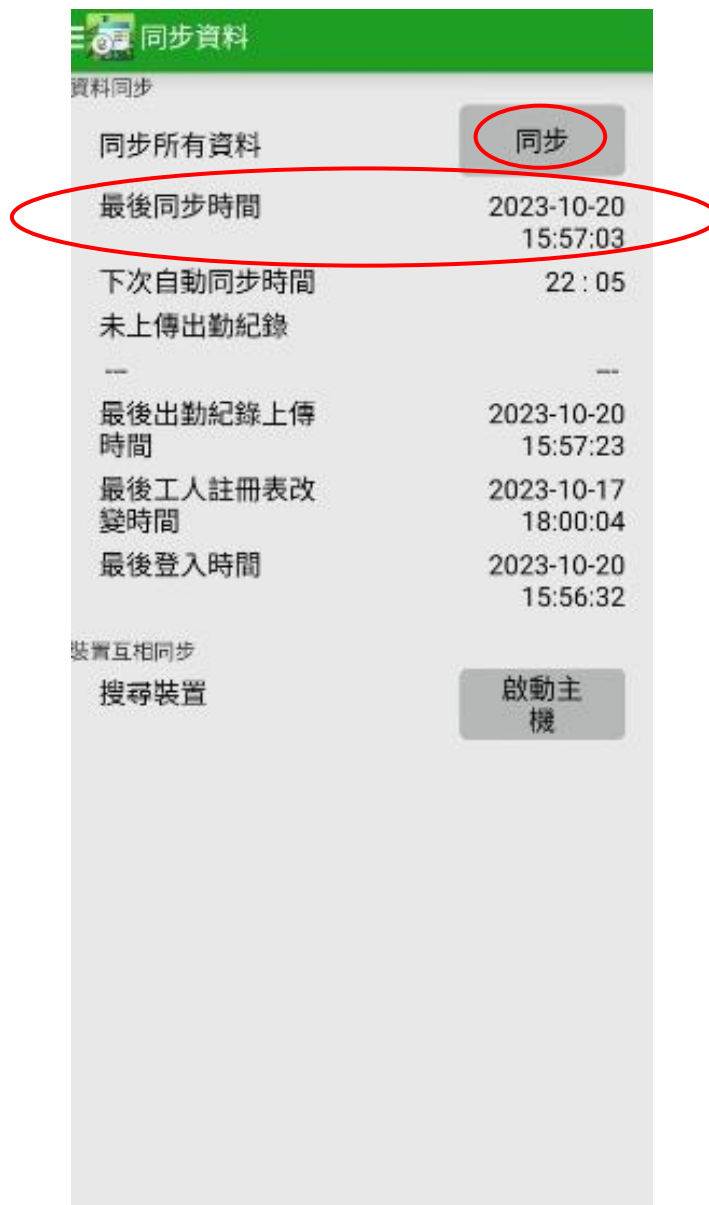 同步資料
資料同步
同步所有資料 同步
最後同步時間 2023-10-20
15:57:03
下次自動同步時間 22 : 05
未上傳出勤紀錄
--- ---
最後出勤紀錄上傳 2023-10-20
時間 15:57:23
最後工人註冊表改 2023-10-17
變時間 18:00:04
最後登入時間 2023-10-20
15:56:32
裝置互相同步
搜尋裝置 啟動主
機